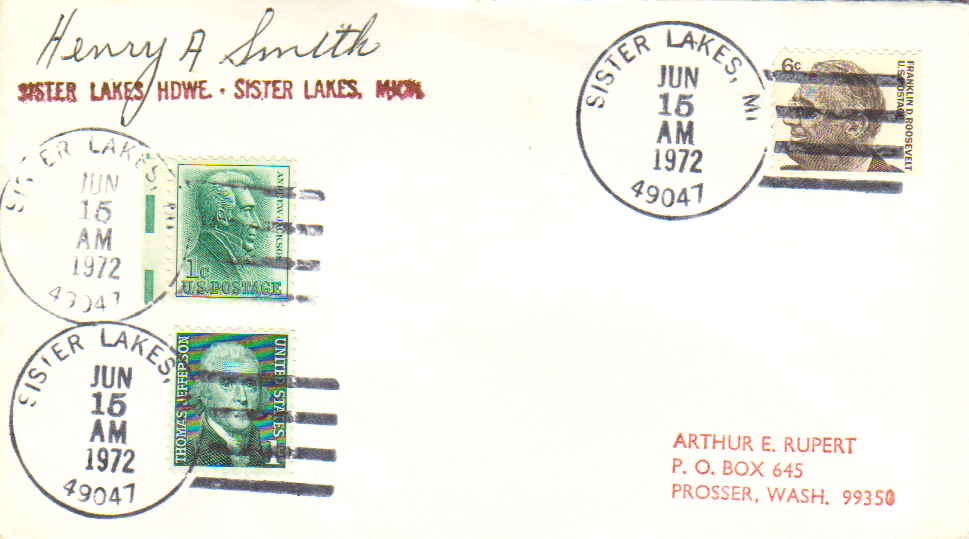 Henry A Smith
SISTER LAKES HDWE. · SISTER LAKES, MICH.
SISTER LAKES, MI
JUN
15
AM
1972
49047
6c
FRANKLIN D. ROOSEVELT
U.S. POSTAGE
SISTER LAKES,
JUN
15
AM
1972
49047
ANDREW JACKSON
1c
U.S. POSTAGE
SISTER LAKES,
JUN
15
AM
1972
49047
THOMAS JEFFERSON
UNITED STATES
1
ARTHUR E. RUPERT
P. O. BOX 645
PROSSER, WASH. 99350